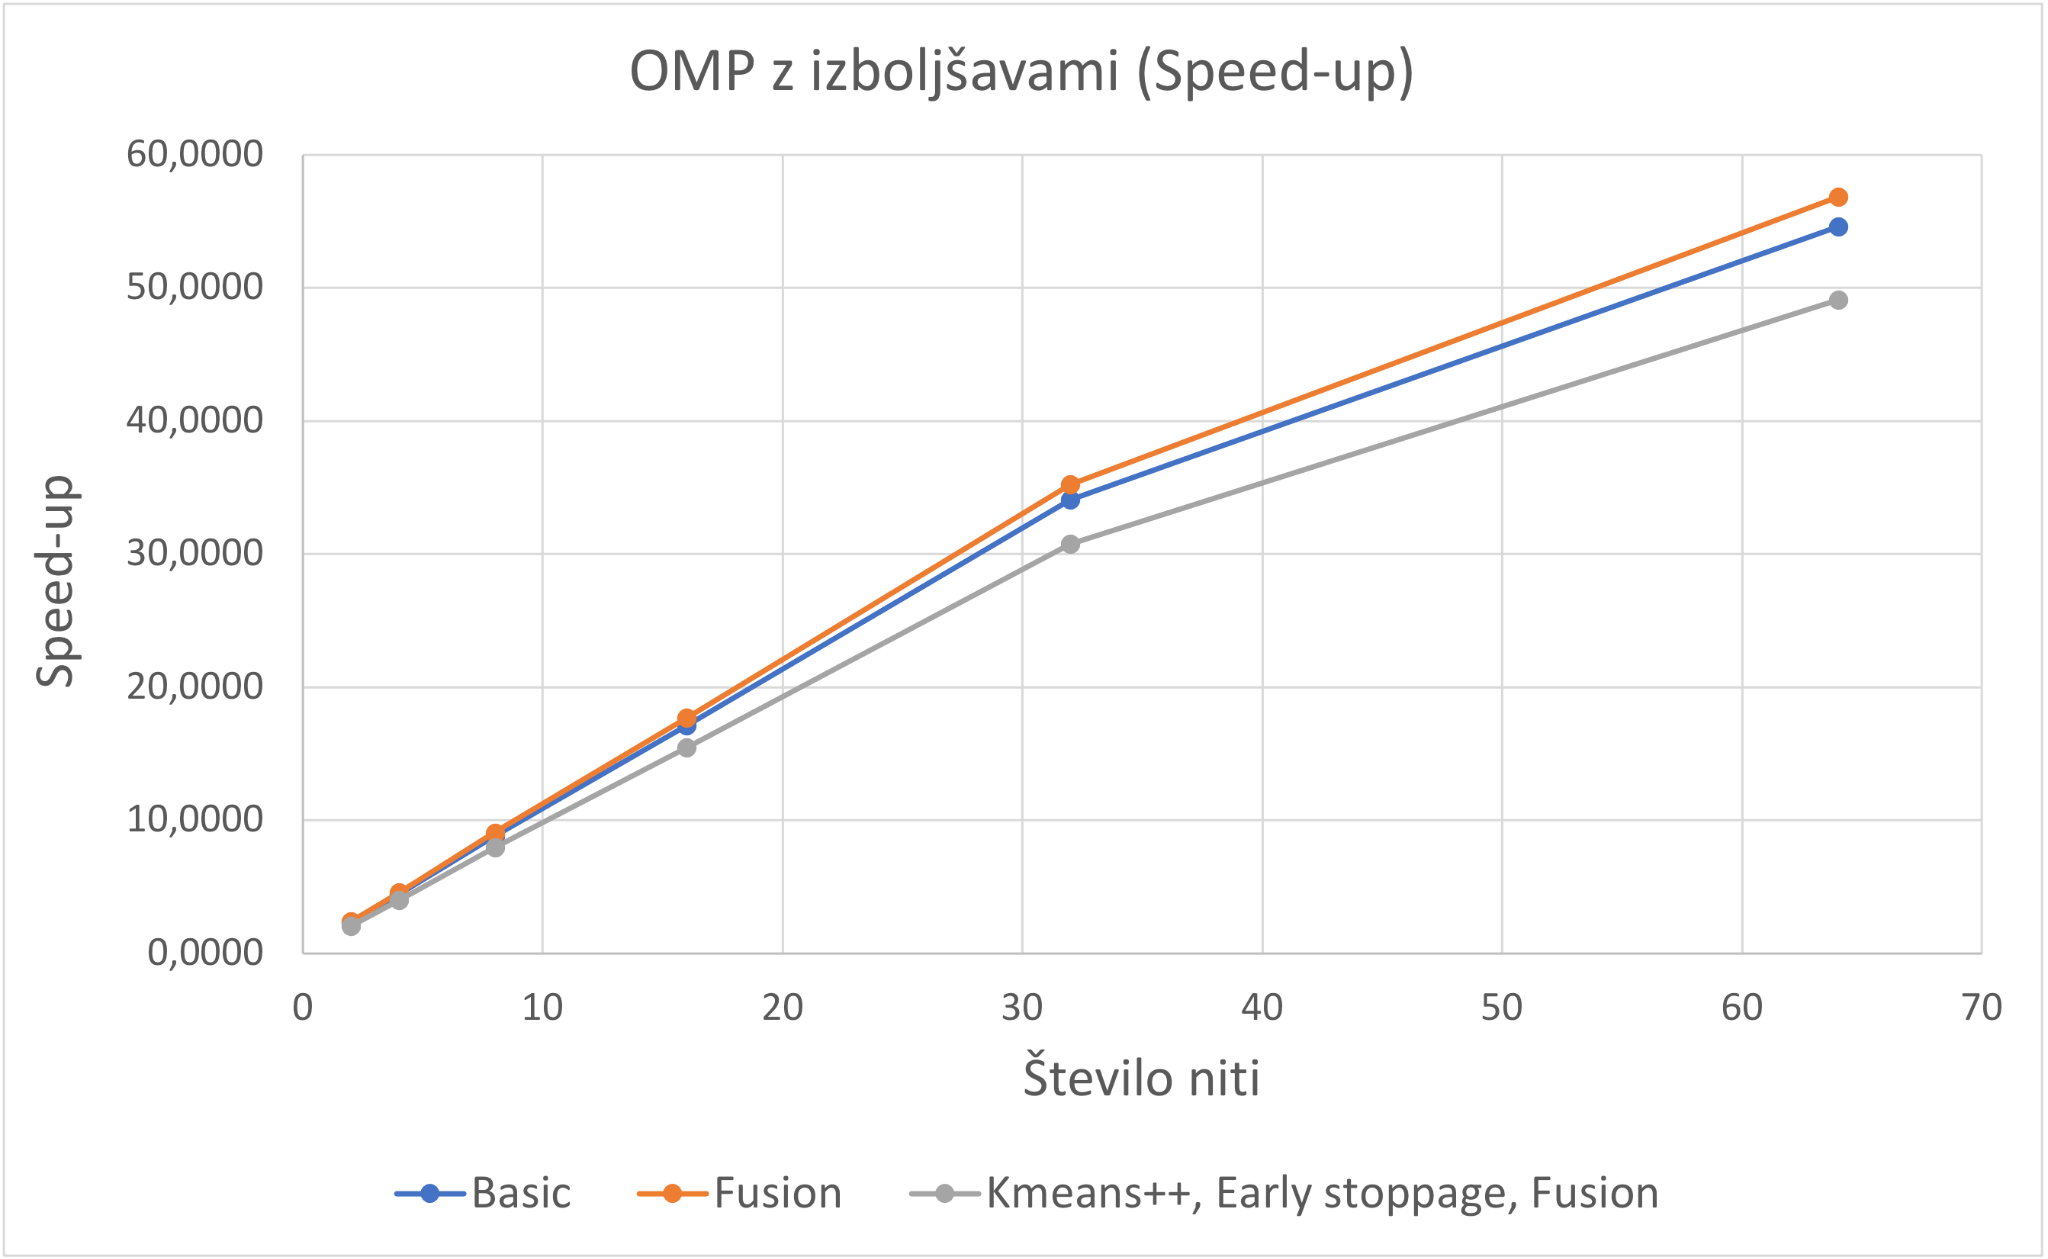 OMP z izboljšavami (Speed-up)
60,0000
50,0000
40,0000
30,0000
20,0000
10,0000
0,0000
Speed-up
0 10 20 30 40 50 60 70
Število niti
Basic Fusion Kmeans++, Early stoppage, Fusion